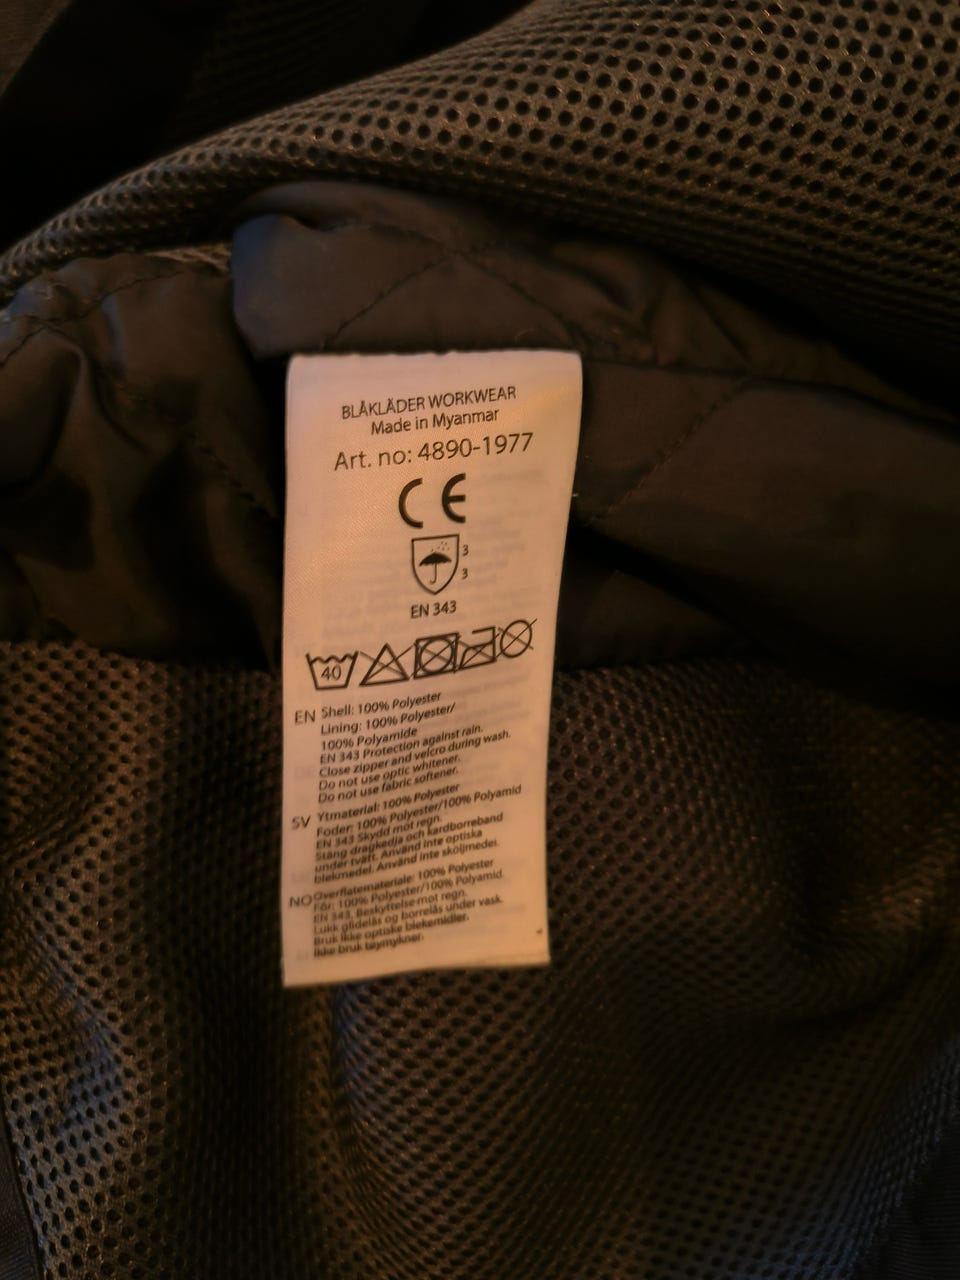 BLÅKLÄDER WORKWEAR
Made in Myanmar
Art. no: 4890-1977
CE
3
3
EN 343
40
EN Shell: 100% Polyester
Lining: 100% Polyester/
100% Polyamide
EN 343 Protection against rain.
Close zipper and velcro during wash.
Do not use optic whitener.
Do not use fabric softener.
SV Ytmaterial: 100% Polyester
Foder: 100% Polyester/100% Polyamid
EN 343 Skydd mot regn.
Stäng dragkedja och kardborreband
under tvätt. Använd inte optiska
blekmedel. Använd inte sköljmedel.
NO Overflatemateriale: 100% Polyester
Fôr: 100% Polyester/100% Polyamid.
EN 343, Beskyttelse mot regn.
Lukk glidelås og borrelås under vask.
Bruk ikke optiske blekemidler.
Ikke bruk tøymykner.